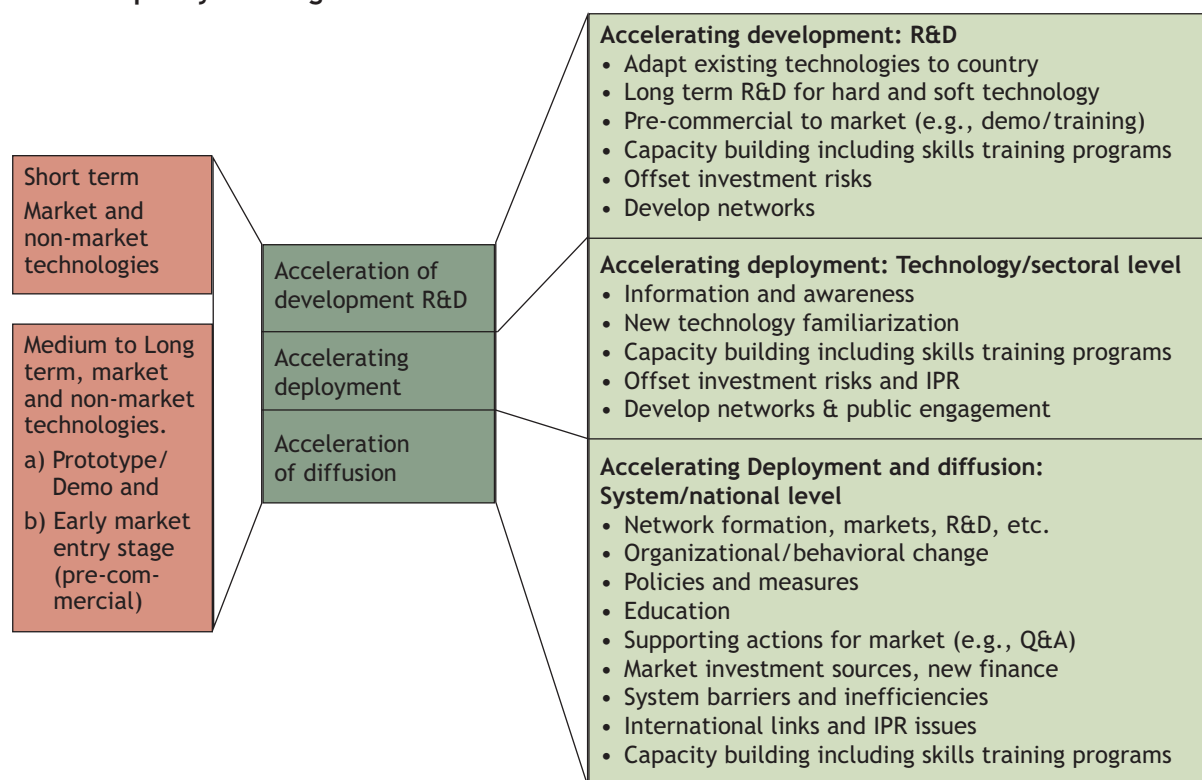 Short term
Market and
non-market
technologies
Medium to Long
term, market
and non-market
technologies.
a) Prototype/
Demo and
b) Early market
entry stage
(pre-com-
mercial)
Acceleration of
development R&D
Accelerating
deployment
Acceleration
of diffusion
Accelerating development: R&D
• Adapt existing technologies to country
• Long term R&D for hard and soft technology
• Pre-commercial to market (e.g., demo/training)
• Capacity building including skills training programs
• Offset investment risks
• Develop networks
Accelerating deployment: Technology/sectoral level
• Information and awareness
• New technology familiarization
• Capacity building including skills training programs
• Offset investment risks and IPR
• Develop networks & public engagement
Accelerating Deployment and diffusion:
System/national level
• Network formation, markets, R&D, etc.
• Organizational/behavioral change
• Policies and measures
• Education
• Supporting actions for market (e.g., Q&A)
• Market investment sources, new finance
• System barriers and inefficiencies
• International links and IPR issues
• Capacity building including skills training programs